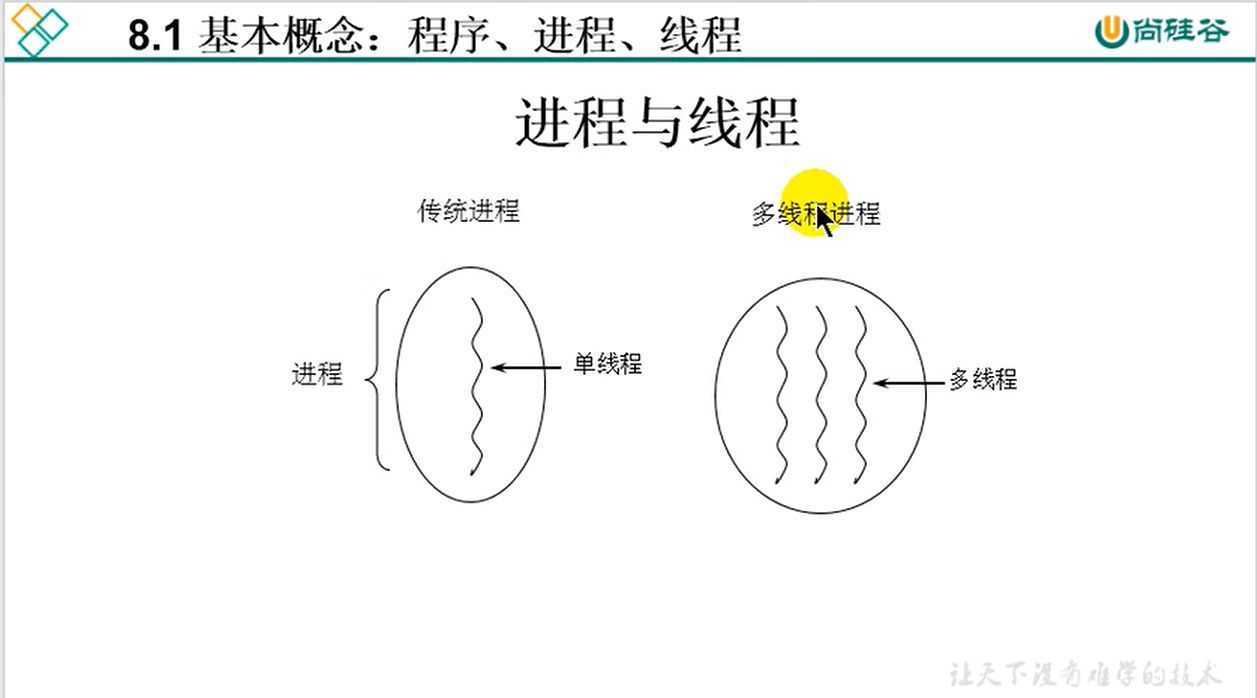 8.1 基本概念：程序、进程、线程
尚硅谷
进程与线程
传统进程
多线程进程
进程
单线程
多线程
让天下没有难学的技术